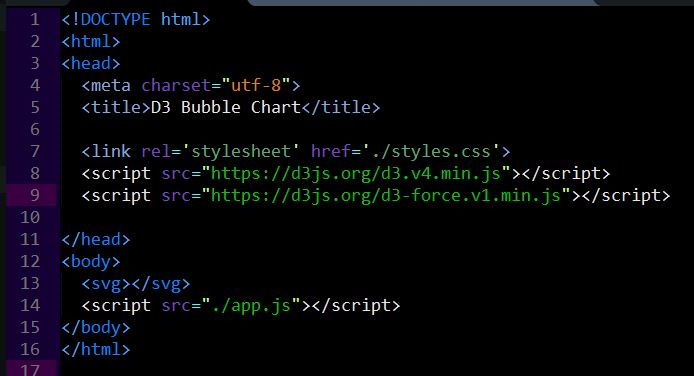 1 <!DOCTYPE html>
2 <html>
3 <head>
4 <meta charset="utf-8">
5 <title>D3 Bubble Chart</title>
6
7 <link rel='stylesheet' href='./styles.css'>
8 <script src="https://d3js.org/d3.v4.min.js"></script>
9 <script src="https://d3js.org/d3-force.v1.min.js"></script>
10
11 </head>
12 <body>
13 <svg></svg>
14 <script src="./app.js"></script>
15 </body>
16 </html>
17